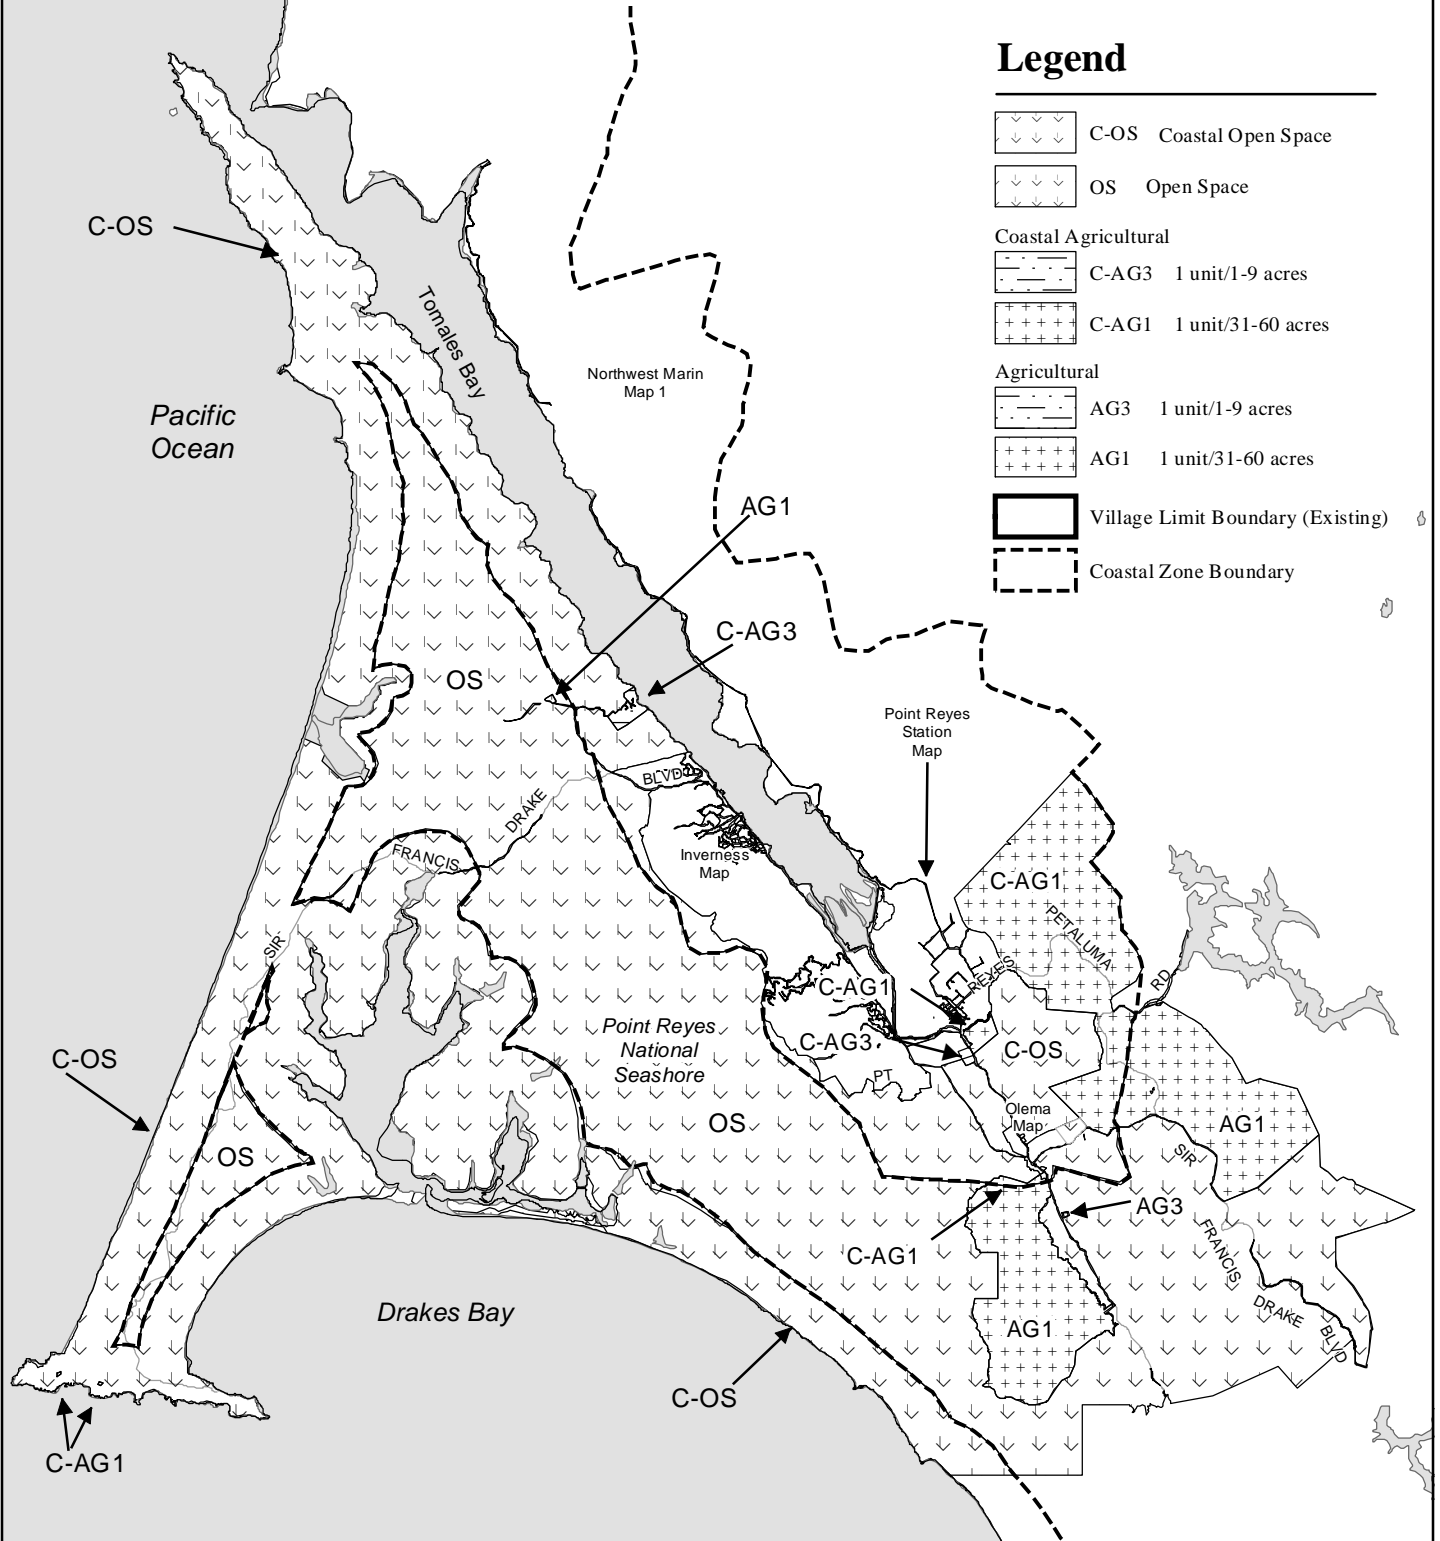 Legend
C-OS Coastal Open Space
OS Open Space
Coastal Agricultural
C-AG3 1 unit/1-9 acres
C-AG1 1 unit/31-60 acres
Agricultural
AG3 1 unit/1-9 acres
AG1 1 unit/31-60 acres
Village Limit Boundary (Existing)
Coastal Zone Boundary
C-OS
Tomales Bay
Northwest Marin
Map 1
Pacific
Ocean
AG1
C-AG3
OS
Point Reyes
Station
Map
BLVD
DRAKE
FRANCIS
SIR
Inverness
Map
C-AG1
PETALUMA
REYES
RD
C-AG1
C-AG3
PT
Point Reyes
National
Seashore
C-OS
C-OS
OS
Olema
Map
AG1
OS
SIR
AG3
FRANCIS
DRAKE
BLVD
C-AG1
AG1
Drakes Bay
C-OS
C-AG1